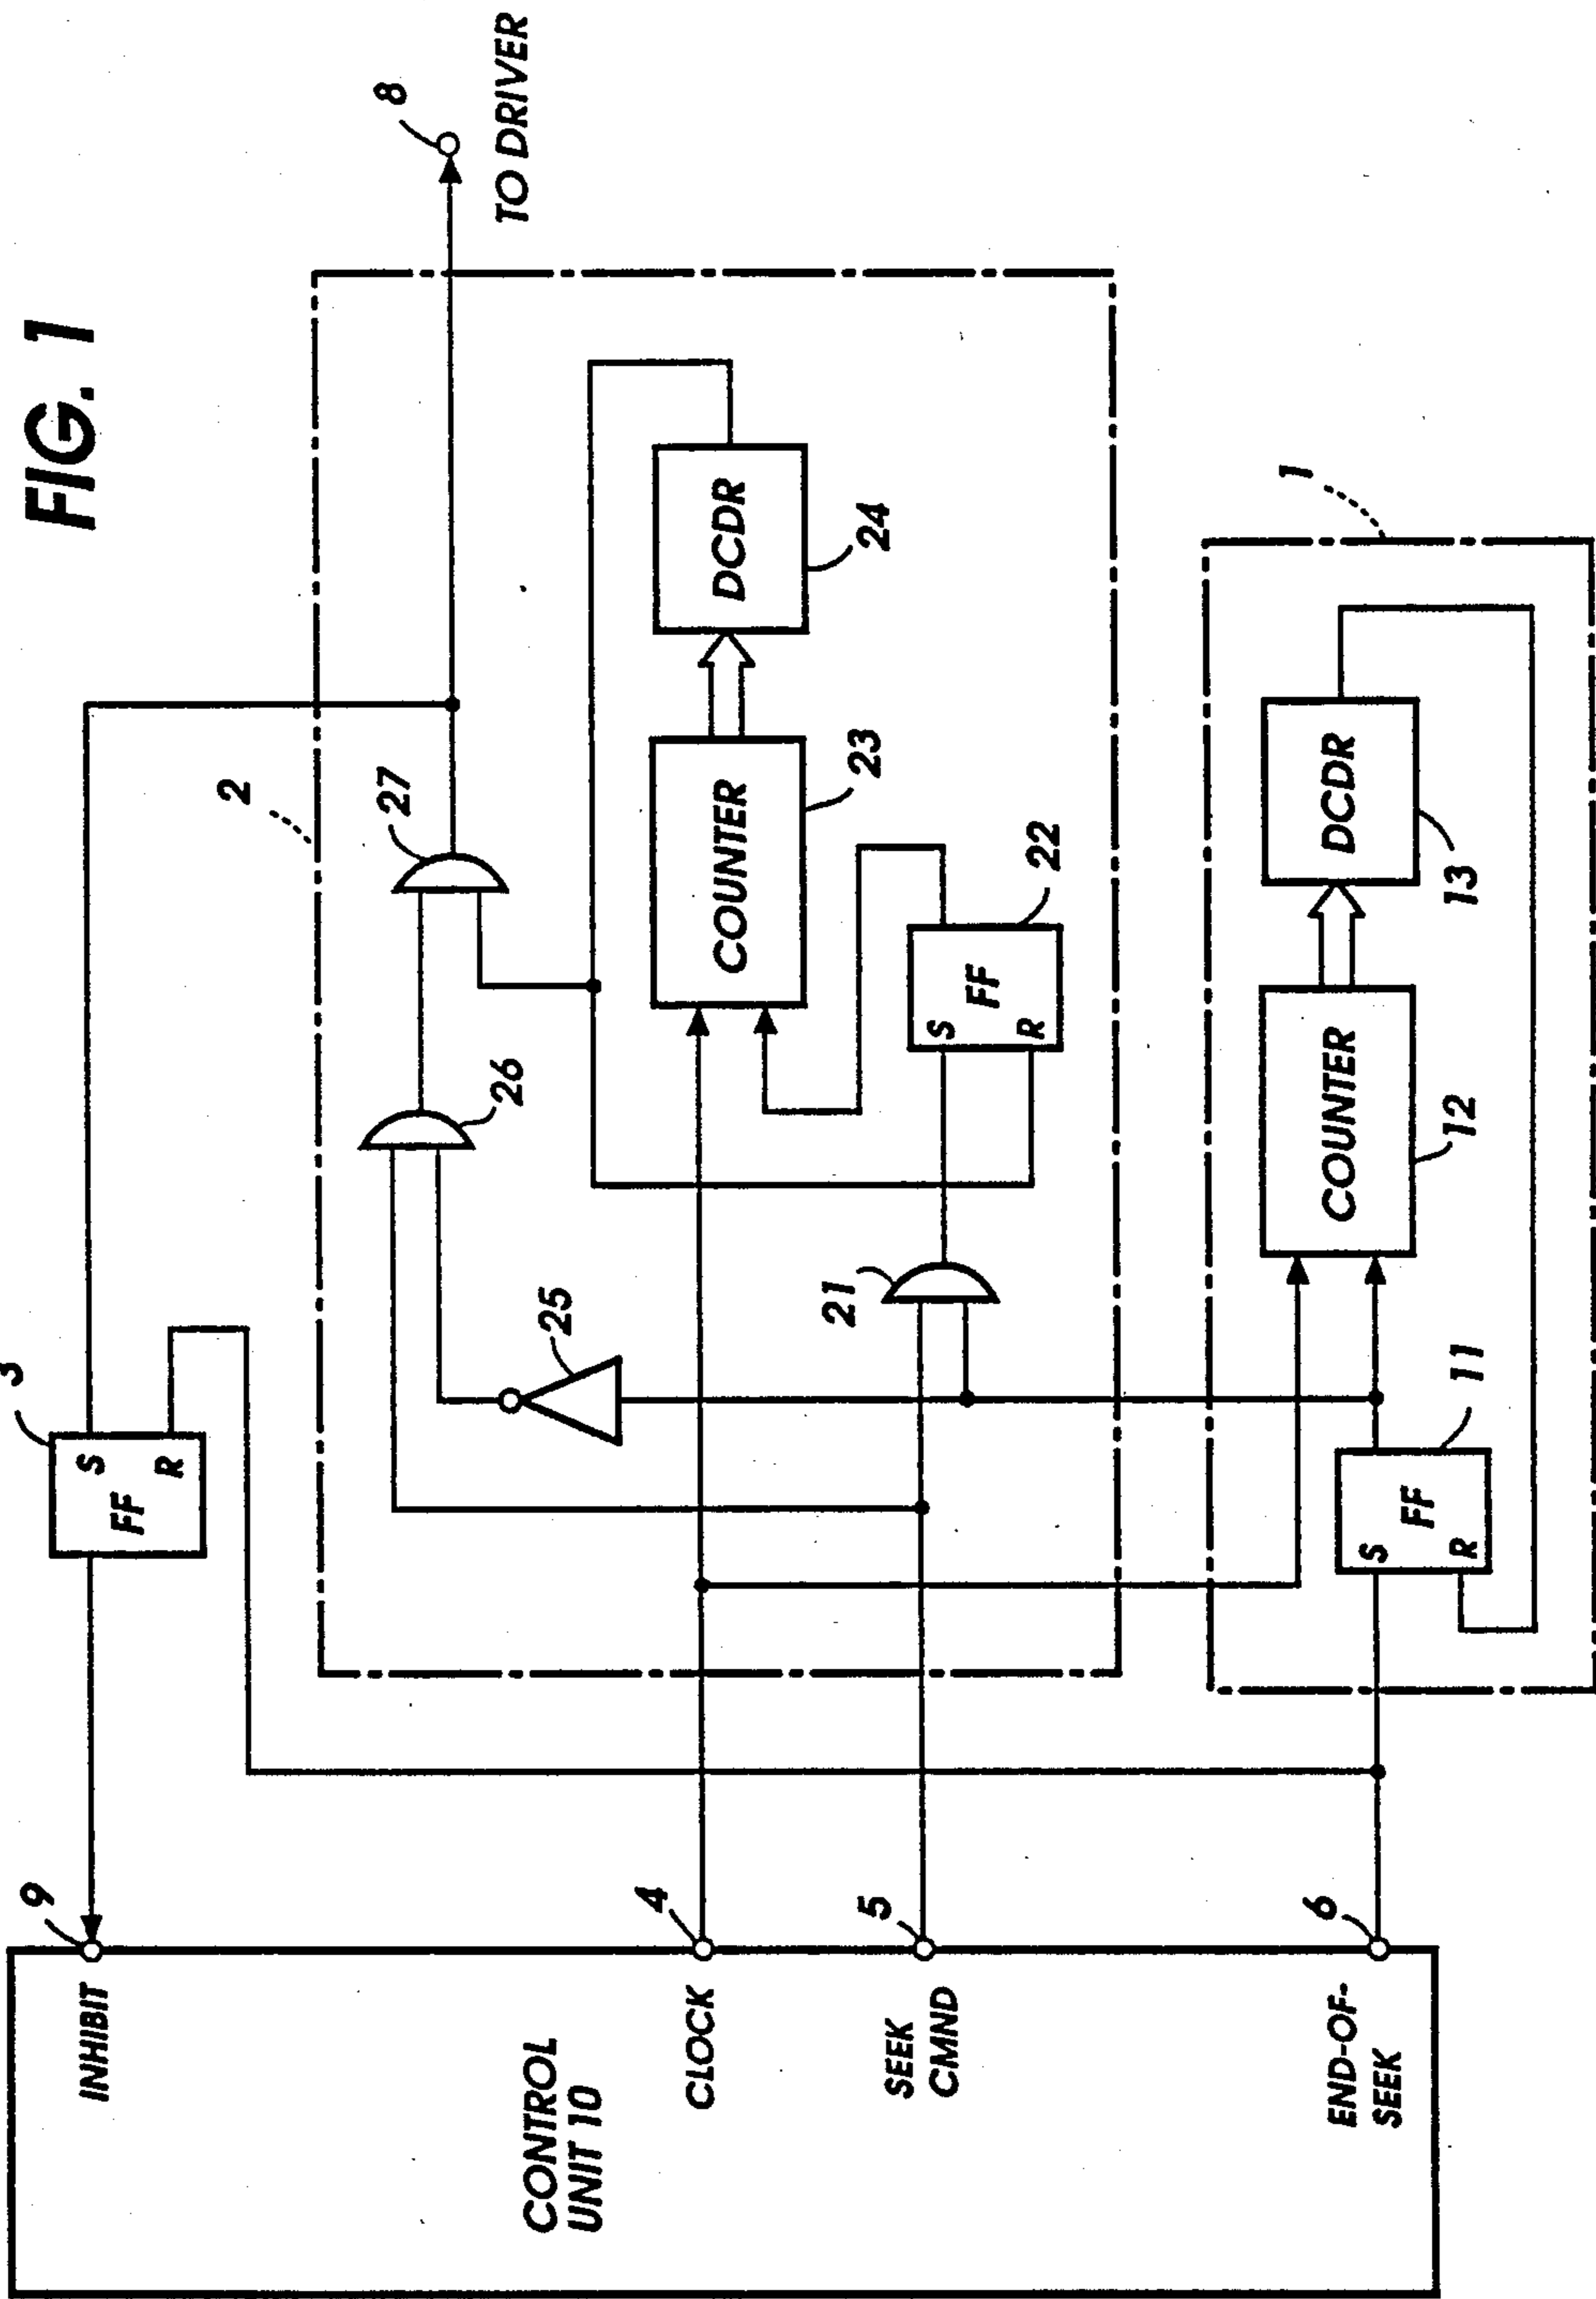 FIG. 1
INHIBIT
9
FF
S
R
3
CONTROL
UNIT 10
CLOCK
4
SEEK
CMND
5
END-OF-
SEEK
6
2
25
26
27
8
TO DRIVER
21
S
FF
R
22
COUNTER
23
DCDR
24
1
S
FF
R
11
COUNTER
12
DCDR
13